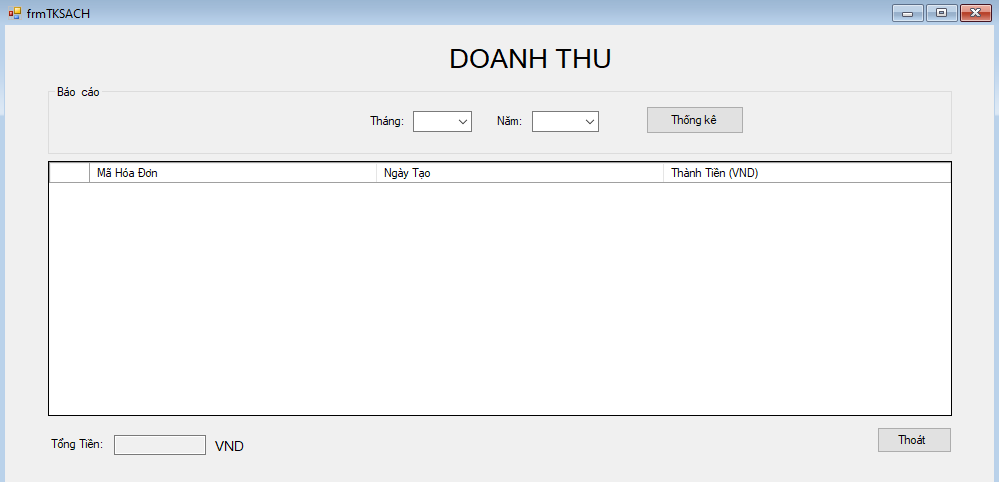 frmTKSACH
DOANH THU
Báo cáo
Tháng: Năm: Thống kê
Mã Hóa Đơn Ngày Tạo Thành Tiền (VND)
Tổng Tiền: VND Thoát